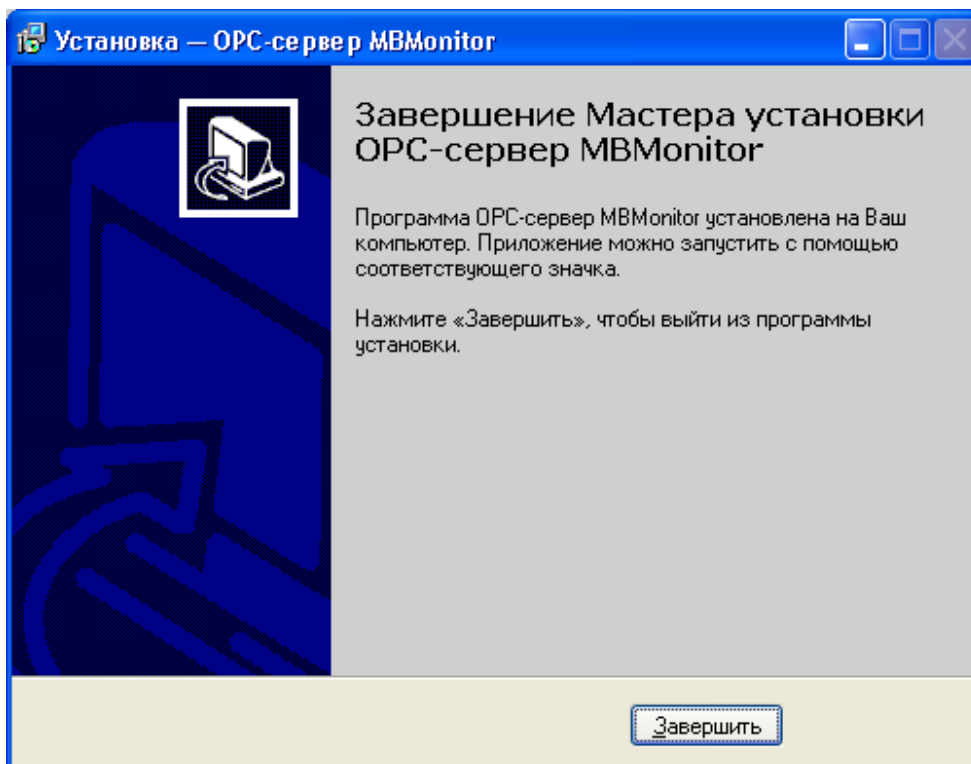 Установка — OPC-сервер MBMonitor
Завершение Мастера установки
OPC-сервер MBMonitor
Программа OPC-сервер MBMonitor установлена на Ваш
компьютер. Приложение можно запустить с помощью
соответствующего значка.
Нажмите «Завершить», чтобы выйти из программы
установки.
Завершить